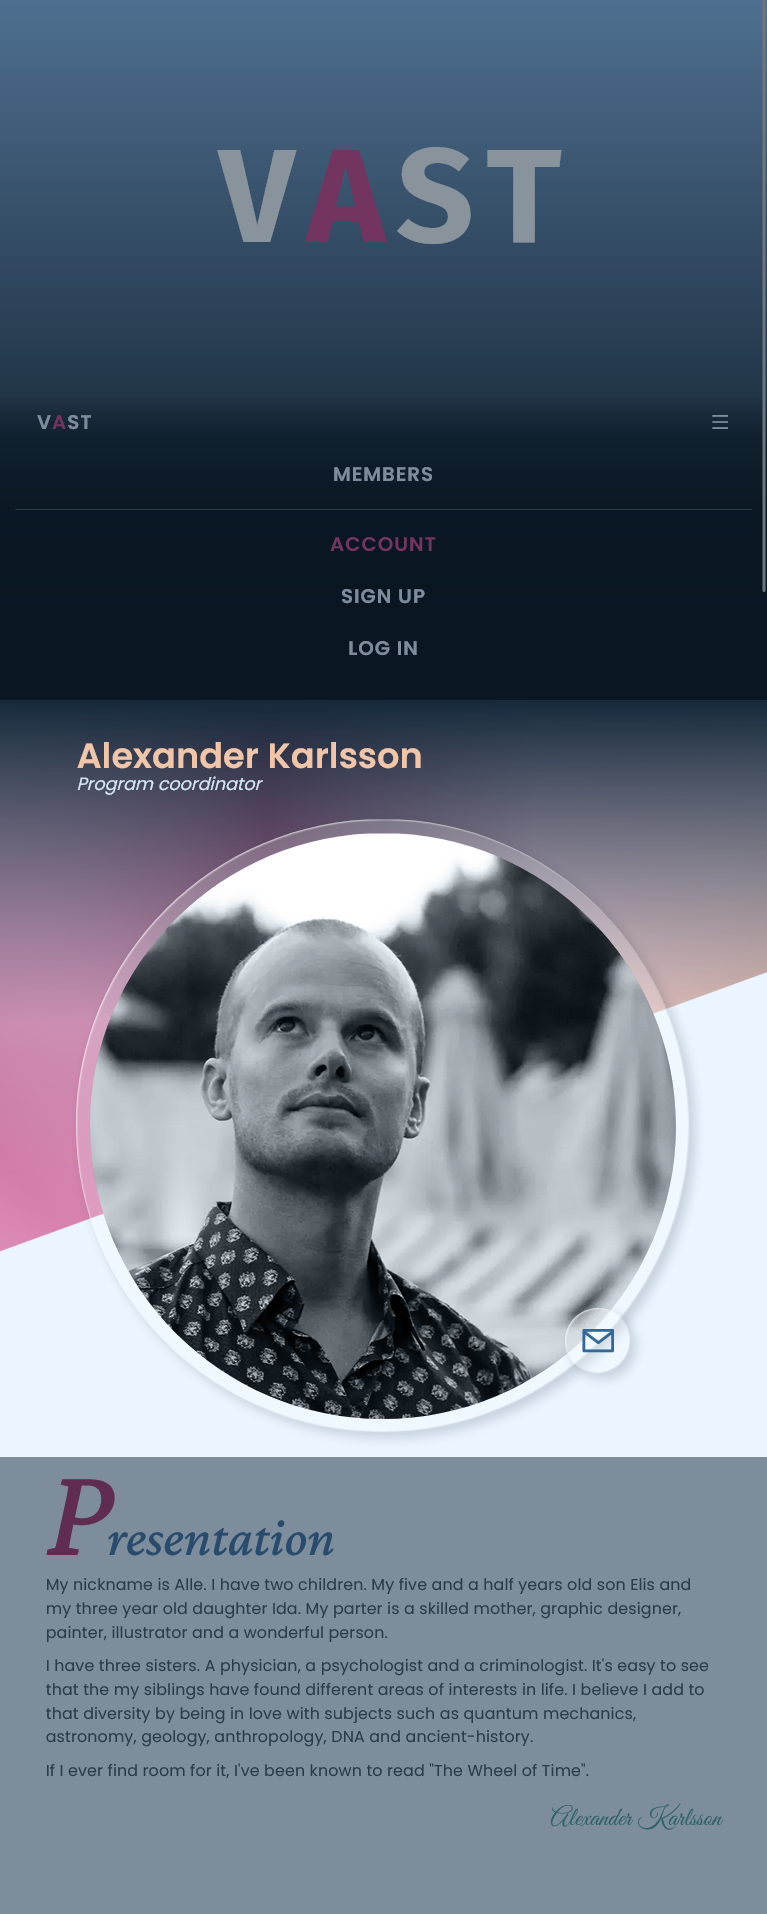 VAST
VAST
MEMBERS
ACCOUNT
SIGN UP
LOG IN
Alexander Karlsson
Program coordinator
Presentation
My nickname is Alle. I have two children. My five and a half years old son Elis and
my three year old daughter Ida. My parter is a skilled mother, graphic designer,
painter, illustrator and a wonderful person.
I have three sisters. A physician, a psychologist and a criminologist. It's easy to see
that the my siblings have found different areas of interests in life. I believe I add to
that diversity by being in love with subjects such as quantum mechanics,
astronomy, geology, anthropology, DNA and ancient-history.
If I ever find room for it, I've been known to read "The Wheel of Time".
Alexander Karlsson